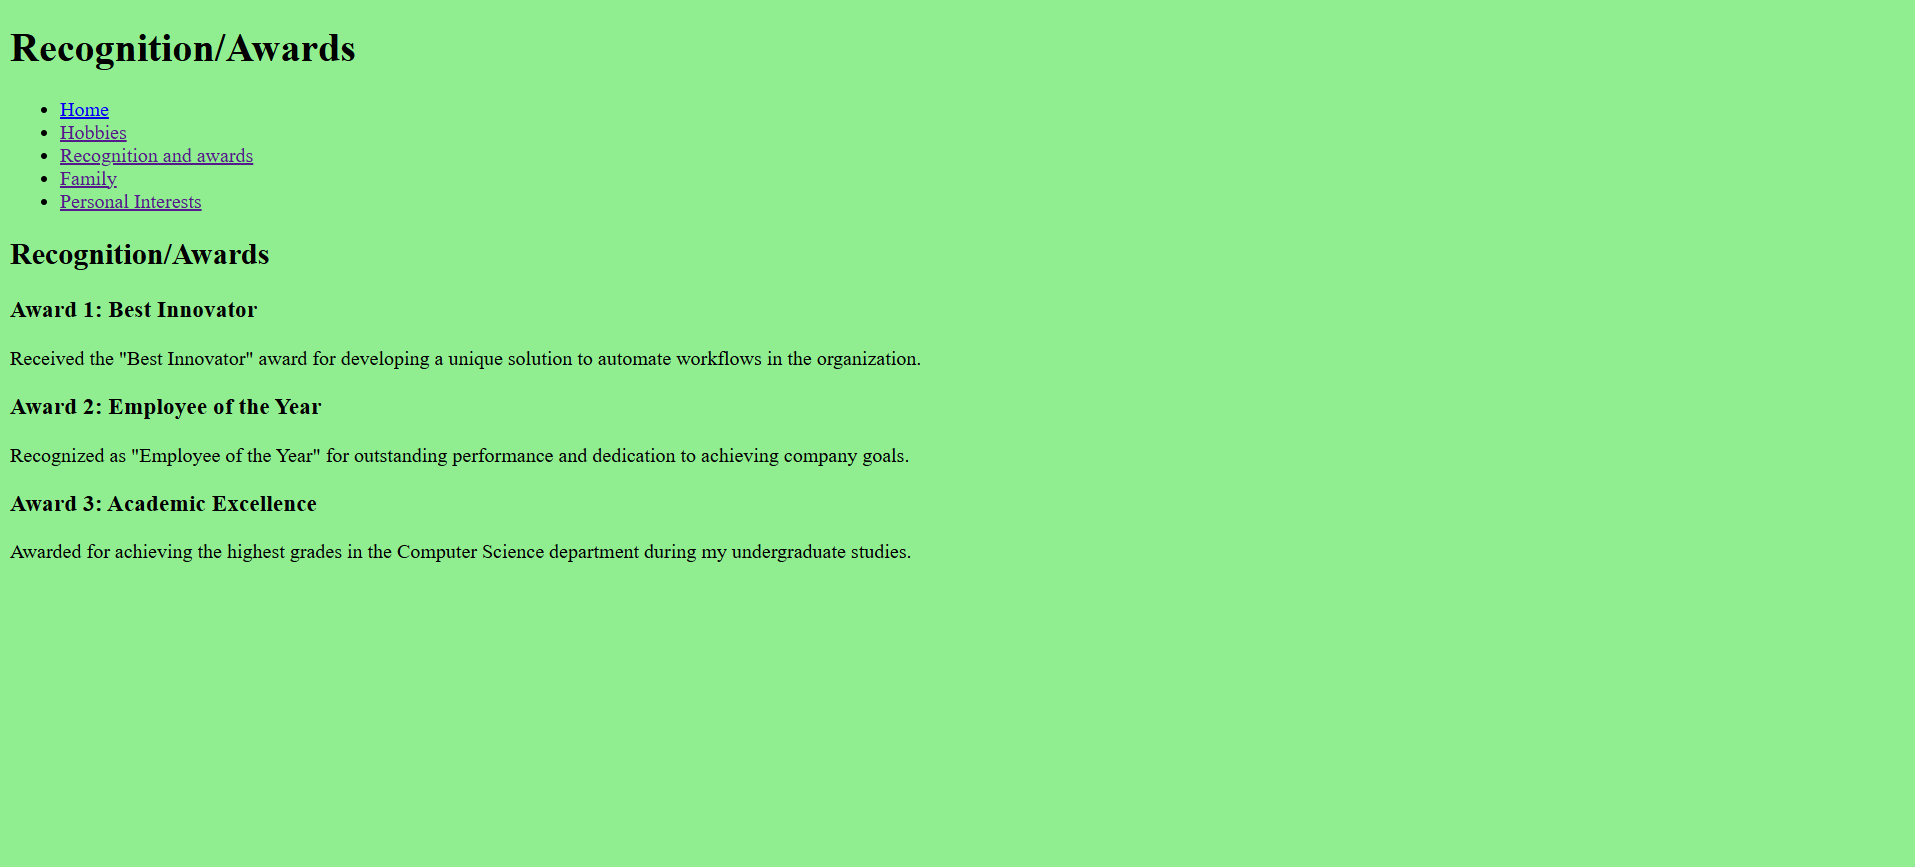 Recognition/Awards
Home
Hobbies
Recognition and awards
Family
Personal Interests
Recognition/Awards
Award 1: Best Innovator
Received the "Best Innovator" award for developing a unique solution to automate workflows in the organization.
Award 2: Employee of the Year
Recognized as "Employee of the Year" for outstanding performance and dedication to achieving company goals.
Award 3: Academic Excellence
Awarded for achieving the highest grades in the Computer Science department during my undergraduate studies.